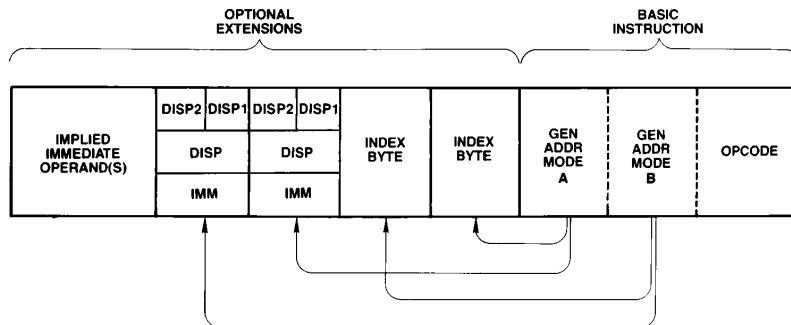 OPTIONAL
EXTENSIONS
BASIC
INSTRUCTION
IMPLIED
IMMEDIATE
OPERAND(S)
DISP2 DISP1
DISP
IMM
DISP2 DISP1
DISP
IMM
INDEX
BYTE
INDEX
BYTE
GEN
ADDR
MODE
A
GEN
ADDR
MODE
B
OPCODE